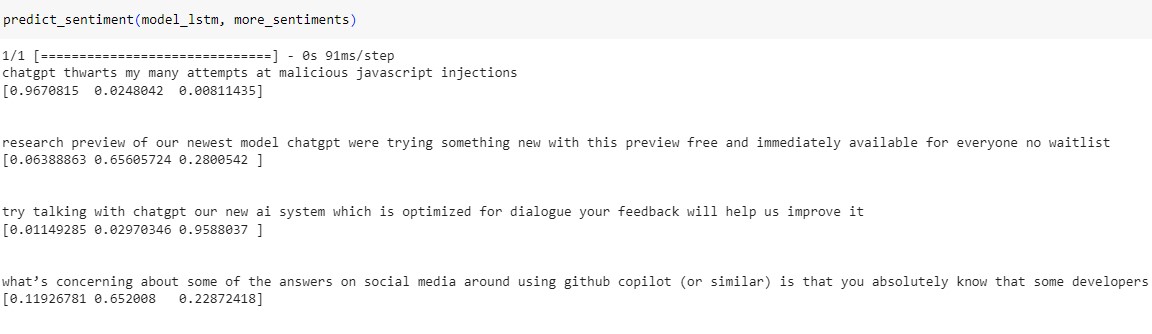 predict_sentiment(model_lstm, more_sentiments)
1/1 [==============================] - 0s 91ms/step
chatgpt thwarts my many attempts at malicious javascript injections
[0.9670815  0.0248042  0.00811435]
research preview of our newest model chatgpt were trying something new with this preview free and immediately available for everyone no waitlist
[0.06388863 0.65605724 0.2800542 ]
try talking with chatgpt our new ai system which is optimized for dialogue your feedback will help us improve it
[0.01149285 0.02970346 0.9588037 ]
what’s concerning about some of the answers on social media around using github copilot (or similar) is that you absolutely know that some developers
[0.11926781 0.652008   0.22872418]